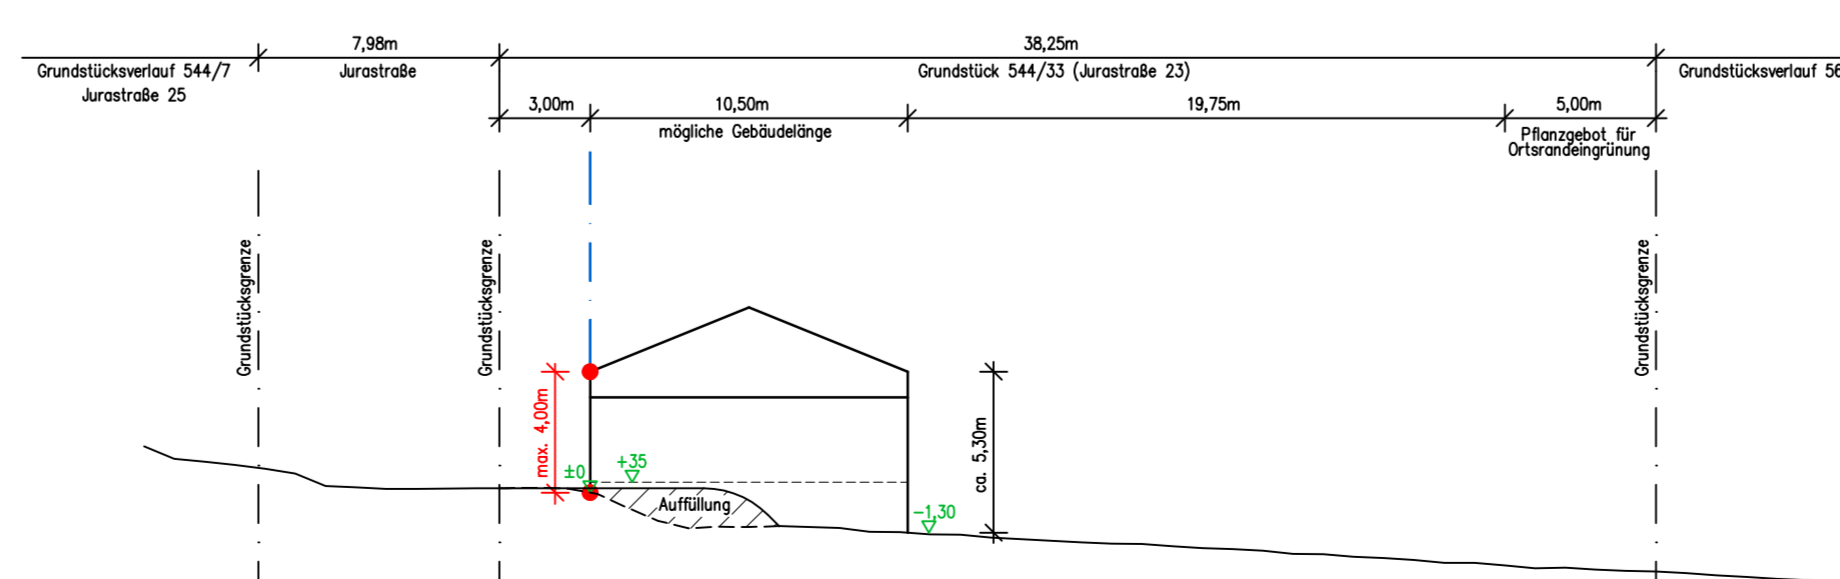 7,98m
38,25m
Grundstücksverlauf 544/7
Jurastraße 25
Jurastraße
Grundstück 544/33 (Jurastraße 23)
Grundstücksverlauf 56
3,00m
10,50m
19,75m
5,00m
mögliche Gebäudelänge
Pflanzgebot für
Ortsrandeingrünung
Grundstücksgrenze
Grundstücksgrenze
Grundstücksgrenze
max. 4,00m
±0
+35
Auffüllung
-1,30
ca. 5,30m